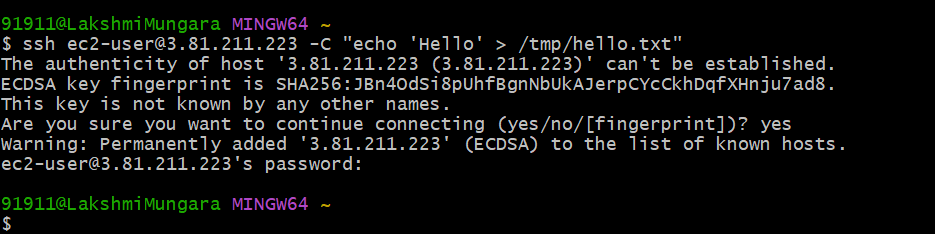 91911@LakshmiMungara MINGW64 ~
$ ssh ec2-user@3.81.211.223 -C "echo 'Hello' > /tmp/hello.txt"
The authenticity of host '3.81.211.223 (3.81.211.223)' can't be established.
ECDSA key fingerprint is SHA256:JBn4OdSi8pUhfBgnNbUkAJerpCYcCkhDqfXHnju7ad8.
This key is not known by any other names.
Are you sure you want to continue connecting (yes/no/[fingerprint])? yes
Warning: Permanently added '3.81.211.223' (ECDSA) to the list of known hosts.
ec2-user@3.81.211.223's password:
91911@LakshmiMungara MINGW64 ~
$